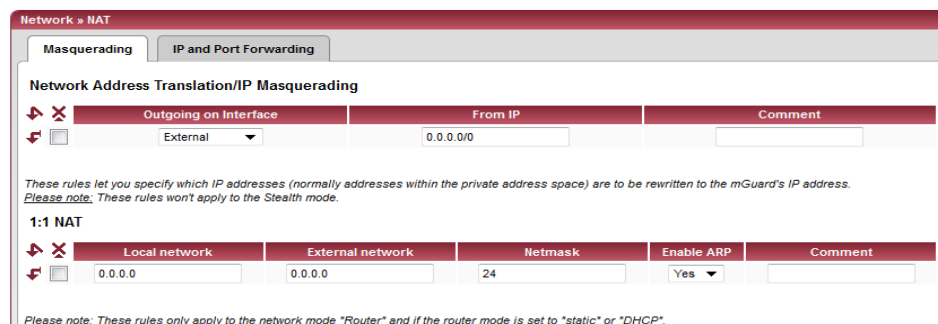 Network » NAT
Masquerading IP and Port Forwarding
Network Address Translation/IP Masquerading
Outgoing on Interface From IP Comment
External 0.0.0.0/0
These rules let you specify which IP addresses (normally addresses within the private address space) are to be rewritten to the mGuard's IP address.
Please note: These rules won't apply to the Stealth mode.
1:1 NAT
Local network External network Netmask Enable ARP Comment
0.0.0.0 0.0.0.0 24 Yes
Please note: These rules only apply to the network mode "Router" and if the router mode is set to "static" or "DHCP".